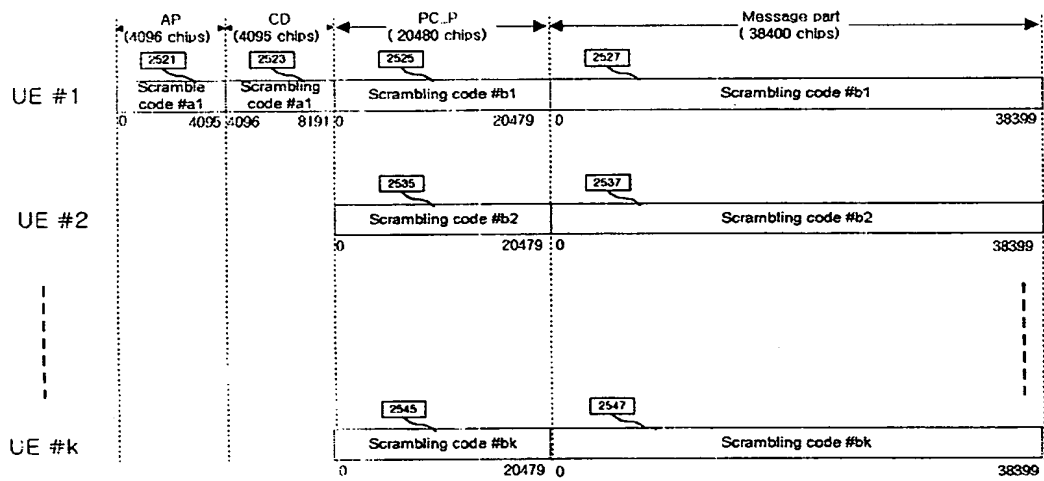 AP CD PC_P Message part
(4096 chips) (4096 chips) ( 20480 chips) ( 38400 chips)
2521 2523 2525 2527
UE #1 Scramble code #a1 Scrambling code #a1 Scrambling code #b1 Scrambling code #b1
0 4095 4096 8191 0 20479 0 38399
2535 2537
UE #2 Scrambling code #b2 Scrambling code #b2
0 20479 0 38399
2545 2547
UE #k Scrambling code #bk Scrambling code #bk
0 20479 0 38399